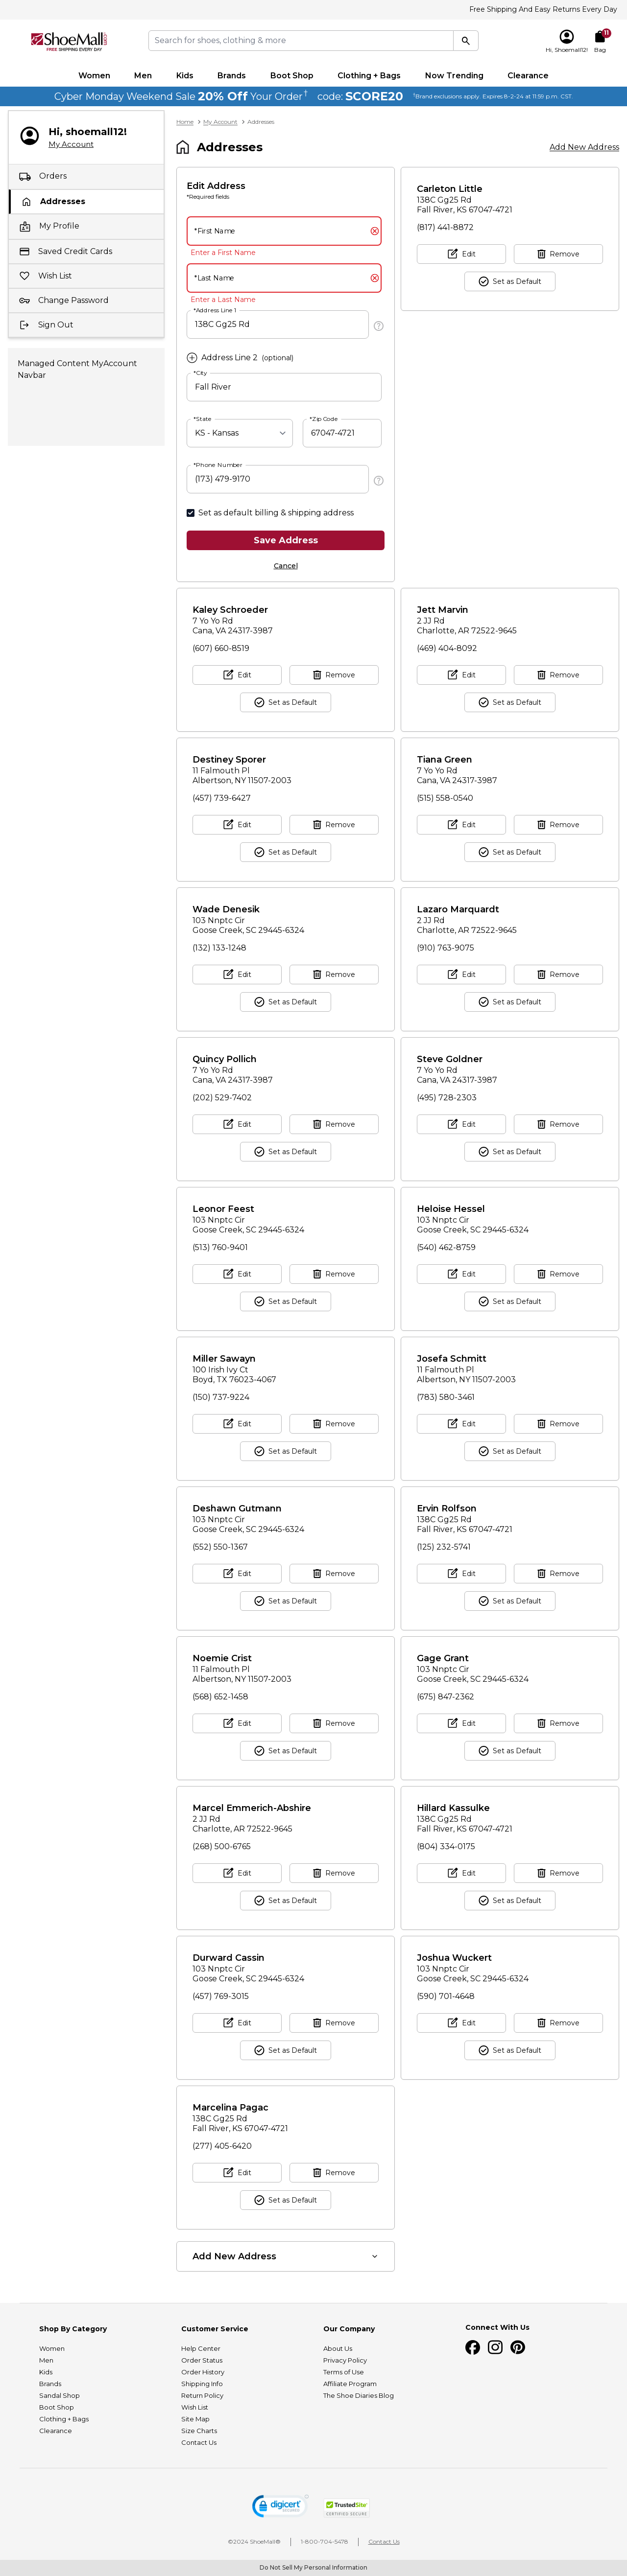 Free Shipping And Easy Returns Every Day
ShoeMall
FREE SHIPPING EVERY DAY
Search for shoes, clothing & more
Hi, Shoemall12!
11
Bag
Women Men Kids Brands Boot Shop Clothing + Bags Now Trending Clearance
Cyber Monday Weekend Sale 20% Off Your Order† code: SCORE20 †Brand exclusions apply. Expires 8-2-24 at 11:59 p.m. CST.
Hi, shoemall12!
My Account
Orders
Addresses
My Profile
Saved Credit Cards
Wish List
Change Password
Sign Out
Managed Content MyAccount
Navbar
Home > My Account > Addresses
Addresses
Add New Address
Edit Address
*Required fields
*First Name
Enter a First Name
*Last Name
Enter a Last Name
*Address Line 1
138C Gg25 Rd
Address Line 2 (optional)
*City
Fall River
*State
KS - Kansas
*Zip Code
67047-4721
*Phone Number
(173) 479-9170
Set as default billing & shipping address
Save Address
Cancel
Carleton Little
138C Gg25 Rd
Fall River, KS 67047-4721
(817) 441-8872
Edit Remove
Set as Default
Kaley Schroeder
7 Yo Yo Rd
Cana, VA 24317-3987
(607) 660-8519
Edit Remove
Set as Default
Jett Marvin
2 JJ Rd
Charlotte, AR 72522-9645
(469) 404-8092
Edit Remove
Set as Default
Destiney Sporer
11 Falmouth Pl
Albertson, NY 11507-2003
(457) 739-6427
Edit Remove
Set as Default
Tiana Green
7 Yo Yo Rd
Cana, VA 24317-3987
(515) 558-0540
Edit Remove
Set as Default
Wade Denesik
103 Nnptc Cir
Goose Creek, SC 29445-6324
(132) 133-1248
Edit Remove
Set as Default
Lazaro Marquardt
2 JJ Rd
Charlotte, AR 72522-9645
(910) 763-9075
Edit Remove
Set as Default
Quincy Pollich
7 Yo Yo Rd
Cana, VA 24317-3987
(202) 529-7402
Edit Remove
Set as Default
Steve Goldner
7 Yo Yo Rd
Cana, VA 24317-3987
(495) 728-2303
Edit Remove
Set as Default
Leonor Feest
103 Nnptc Cir
Goose Creek, SC 29445-6324
(513) 760-9401
Edit Remove
Set as Default
Heloise Hessel
103 Nnptc Cir
Goose Creek, SC 29445-6324
(540) 462-8759
Edit Remove
Set as Default
Miller Sawayn
100 Irish Ivy Ct
Boyd, TX 76023-4067
(150) 737-9224
Edit Remove
Set as Default
Josefa Schmitt
11 Falmouth Pl
Albertson, NY 11507-2003
(783) 580-3461
Edit Remove
Set as Default
Deshawn Gutmann
103 Nnptc Cir
Goose Creek, SC 29445-6324
(552) 550-1367
Edit Remove
Set as Default
Ervin Rolfson
138C Gg25 Rd
Fall River, KS 67047-4721
(125) 232-5741
Edit Remove
Set as Default
Noemie Crist
11 Falmouth Pl
Albertson, NY 11507-2003
(568) 652-1458
Edit Remove
Set as Default
Gage Grant
103 Nnptc Cir
Goose Creek, SC 29445-6324
(675) 847-2362
Edit Remove
Set as Default
Marcel Emmerich-Abshire
2 JJ Rd
Charlotte, AR 72522-9645
(268) 500-6765
Edit Remove
Set as Default
Hillard Kassulke
138C Gg25 Rd
Fall River, KS 67047-4721
(804) 334-0175
Edit Remove
Set as Default
Durward Cassin
103 Nnptc Cir
Goose Creek, SC 29445-6324
(457) 769-3015
Edit Remove
Set as Default
Joshua Wuckert
103 Nnptc Cir
Goose Creek, SC 29445-6324
(590) 701-4648
Edit Remove
Set as Default
Marcelina Pagac
138C Gg25 Rd
Fall River, KS 67047-4721
(277) 405-6420
Edit Remove
Set as Default
Add New Address
Shop By Category
Women
Men
Kids
Brands
Sandal Shop
Boot Shop
Clothing + Bags
Clearance
Customer Service
Help Center
Order Status
Order History
Shipping Info
Return Policy
Wish List
Site Map
Size Charts
Contact Us
Our Company
About Us
Privacy Policy
Terms of Use
Affiliate Program
The Shoe Diaries Blog
Connect With Us
digicert
SECURED
TrustedSite
CERTIFIED SECURE
©2024 ShoeMall® | 1-800-704-5478 | Contact Us
Do Not Sell My Personal Information